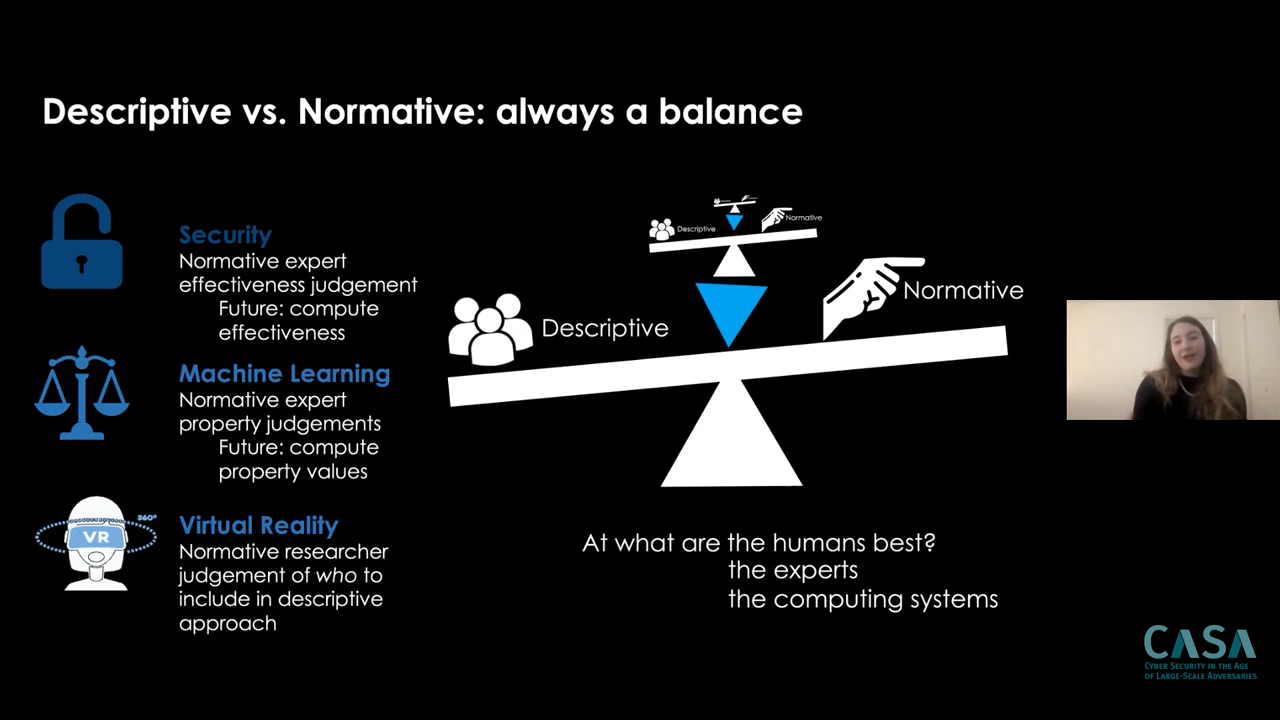 Descriptive vs. Normative: always a balance
Security
Normative expert
effectiveness judgement
Future: compute
effectiveness
Machine Learning
Normative expert
property judgements
Future: compute
property values
VR
360°
Virtual Reality
Normative researcher
judgement of who to
include in descriptive
approach
Descriptive
Normative
Descriptive
Normative
At what are the humans best?
the experts
the computing systems
CASA
CYBER SECURITY IN THE AGE
OF LARGE-SCALE ADVERSARIES